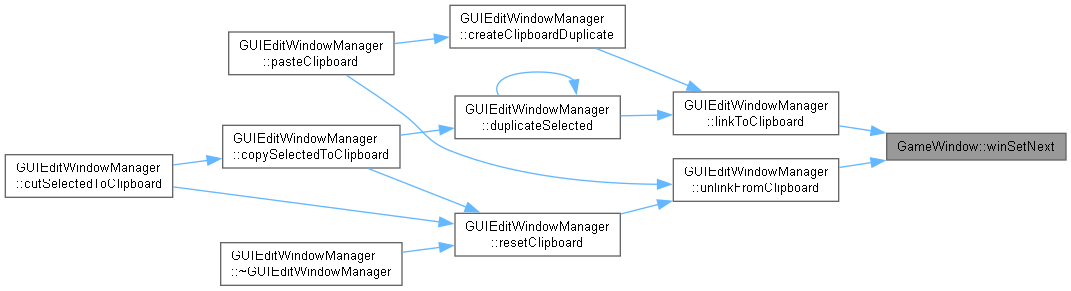 GUIEditWindowManager
::createClipboardDuplicate
GUIEditWindowManager
::pasteClipboard
GUIEditWindowManager
::duplicateSelected
GUIEditWindowManager
::linkToClipboard
GUIEditWindowManager
::copySelectedToClipboard
GameWindow::winSetNext
GUIEditWindowManager
::cutSelectedToClipboard
GUIEditWindowManager
::unlinkFromClipboard
GUIEditWindowManager
::resetClipboard
GUIEditWindowManager
::~GUIEditWindowManager